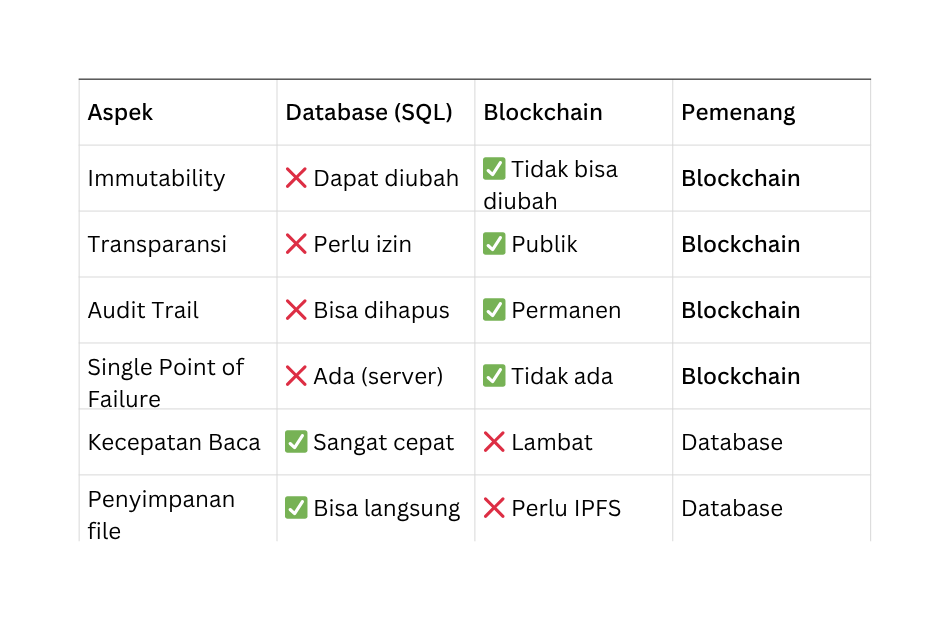 Aspek Database (SQL) Blockchain Pemenang
Immutability ❌ Dapat diubah ✅ Tidak bisa diubah Blockchain
Transparansi ❌ Perlu izin ✅ Publik Blockchain
Audit Trail ❌ Bisa dihapus ✅ Permanen Blockchain
Single Point of Failure ❌ Ada (server) ✅ Tidak ada Blockchain
Kecepatan Baca ✅ Sangat cepat ❌ Lambat Database
Penyimpanan file ✅ Bisa langsung ❌ Perlu IPFS Database